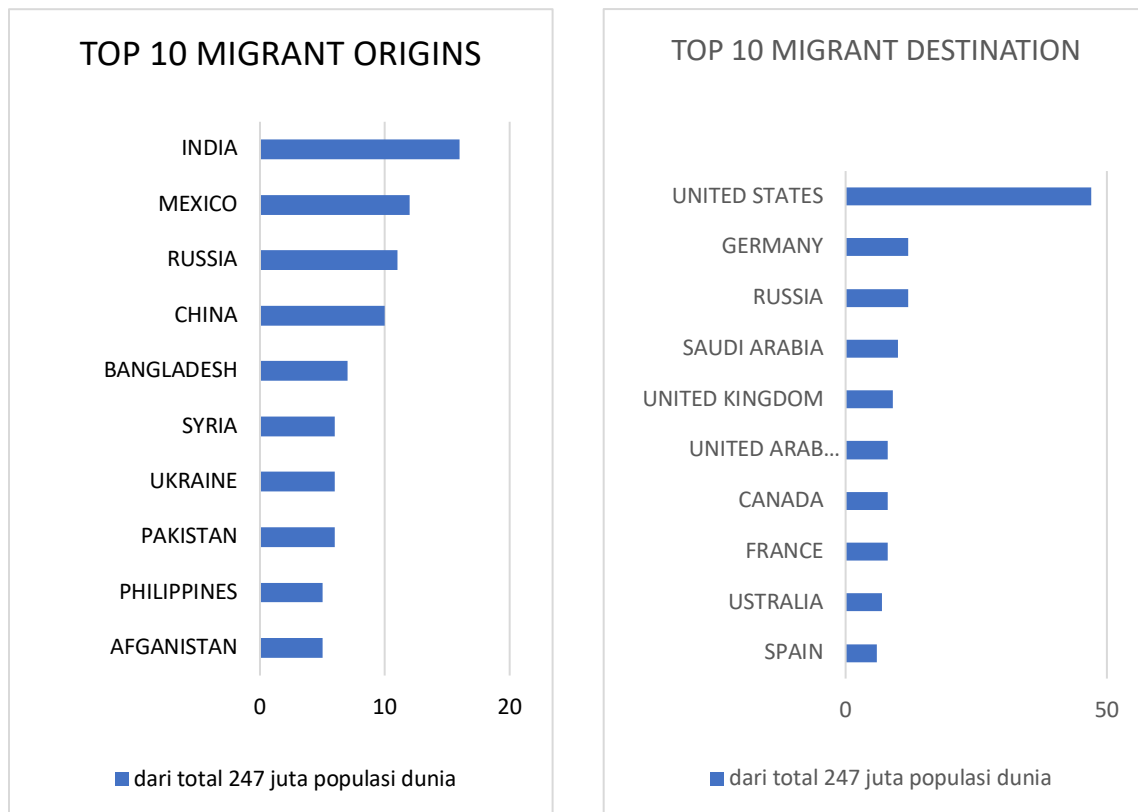 TOP 10 MIGRANT ORIGINS
INDIA
MEXICO
RUSSIA
CHINA
BANGLADESH
SYRIA
UKRAINE
PAKISTAN
PHILIPPINES
AFGANISTAN
0 10 20
dari total 247 juta populasi dunia
TOP 10 MIGRANT DESTINATION
UNITED STATES
GERMANY
RUSSIA
SAUDI ARABIA
UNITED KINGDOM
UNITED ARAB...
CANADA
FRANCE
USTRALIA
SPAIN
0 50
dari total 247 juta populasi dunia